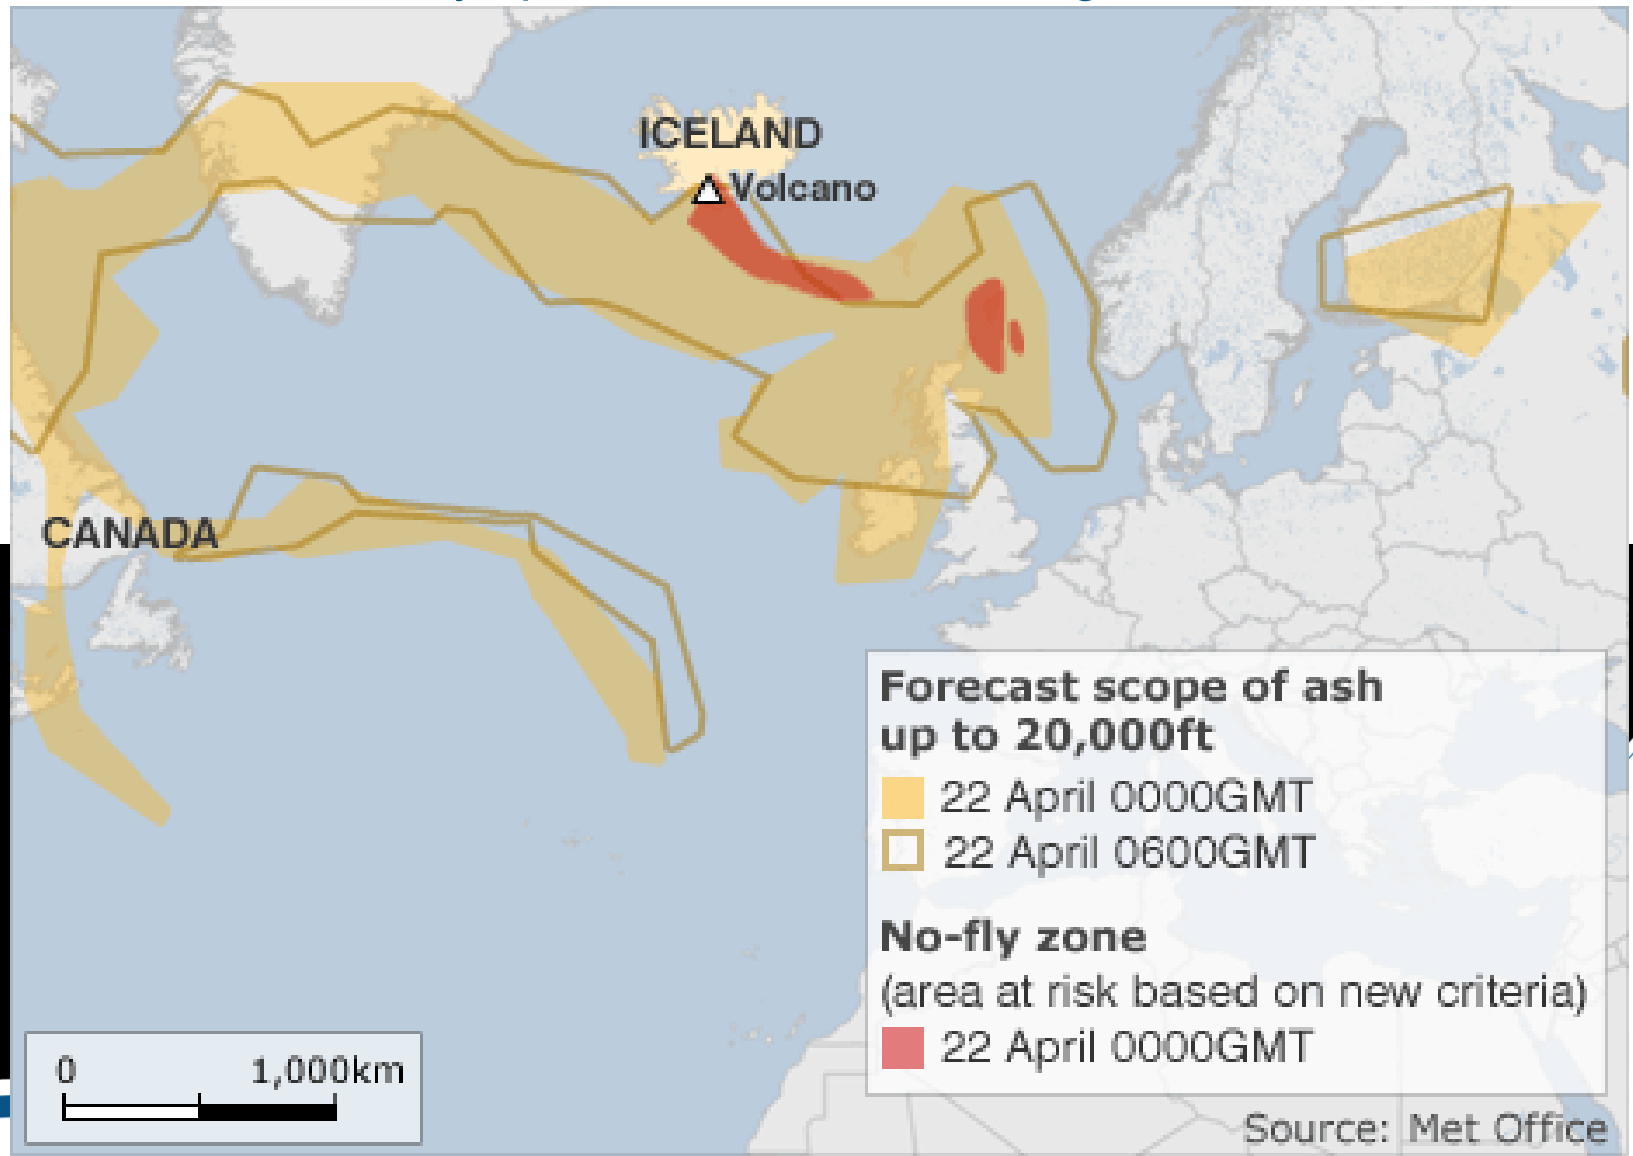 ICELAND
Volcano
CANADA
Forecast scope of ash
up to 20,000ft
22 April 0000GMT
22 April 0600GMT
No-fly zone
(area at risk based on new criteria)
22 April 0000GMT
0 1,000km
Source: Met Office